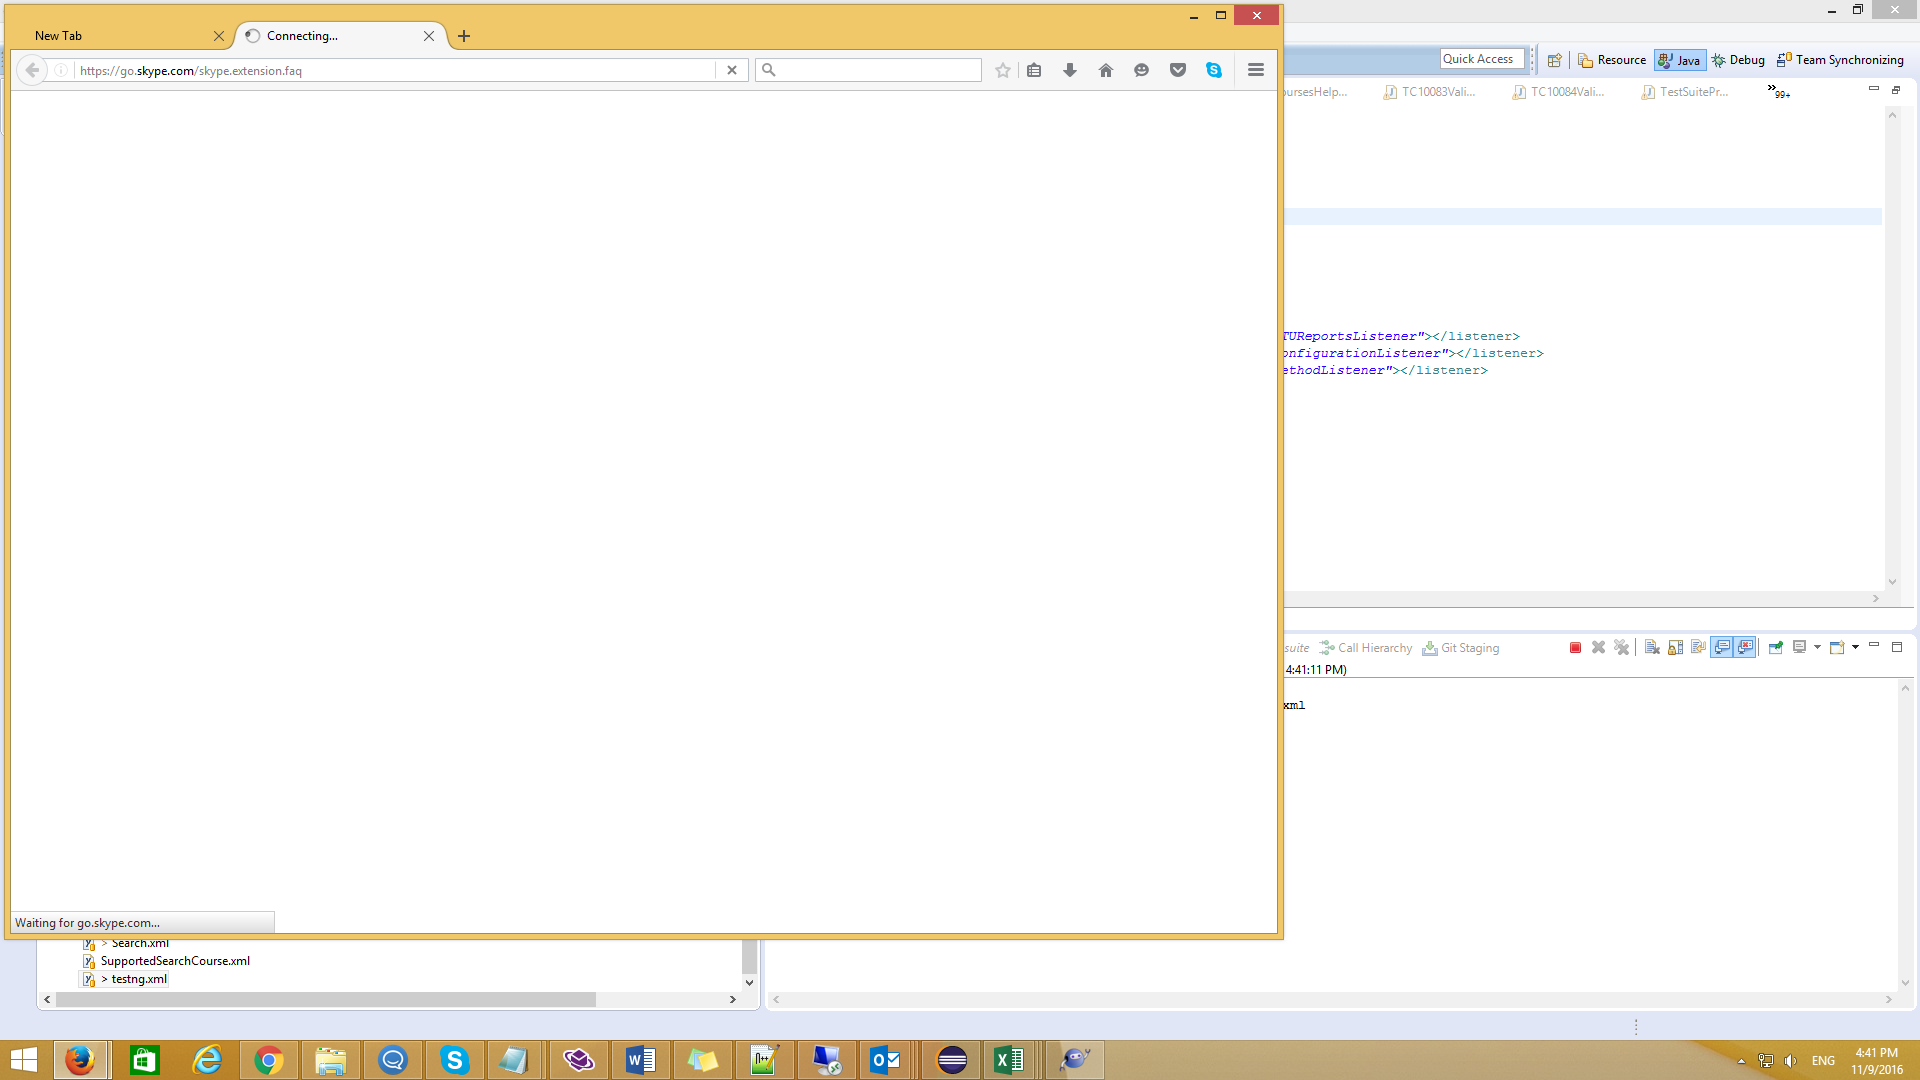 New Tab
Connecting...
https://go.skype.com/skype.extension.faq
Quick Access
Resource
Java
Debug
Team Synchronizing
oursesHelp...
TC10083Vali...
TC10084Vali...
TestSuitePr...
99+
TUReportsListener"></listener>
onfigurationListener"></listener>
ethodListener"></listener>
suite
Call Hierarchy
Git Staging
4:41:11 PM)
xml
Waiting for go.skype.com...
> Search.xml
SupportedSearchCourse.xml
> testng.xml
ENG
4:41 PM
11/9/2016